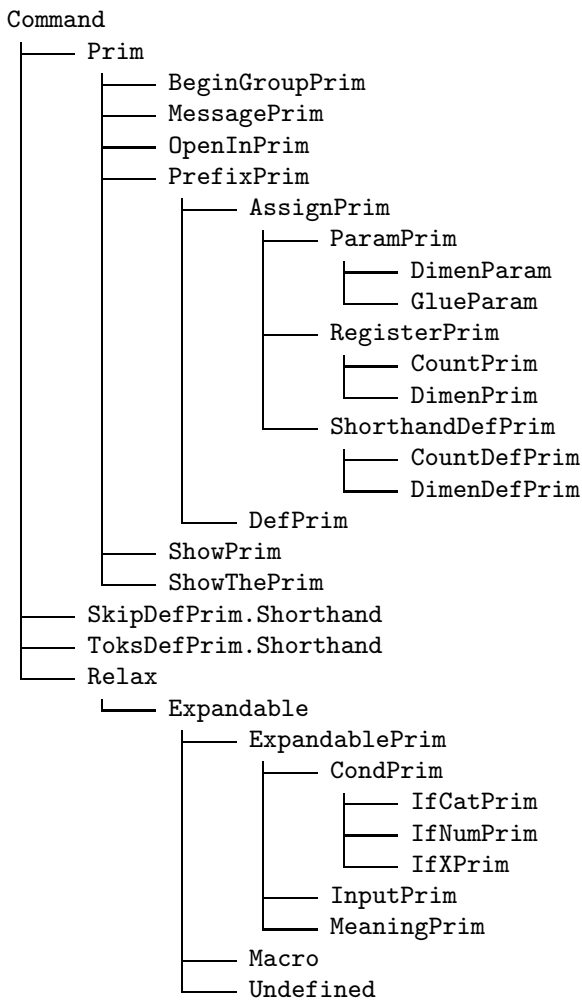 Command
Prim
BeginGroupPrim
MessagePrim
OpenInPrim
PrefixPrim
AssignPrim
ParamPrim
DimenParam
GlueParam
RegisterPrim
CountPrim
DimenPrim
ShorthandDefPrim
CountDefPrim
DimenDefPrim
DefPrim
ShowPrim
ShowThePrim
SkipDefPrim.Shorthand
ToksDefPrim.Shorthand
Relax
Expandable
ExpandablePrim
CondPrim
IfCatPrim
IfNumPrim
IfXPrim
InputPrim
MeaningPrim
Macro
Undefined